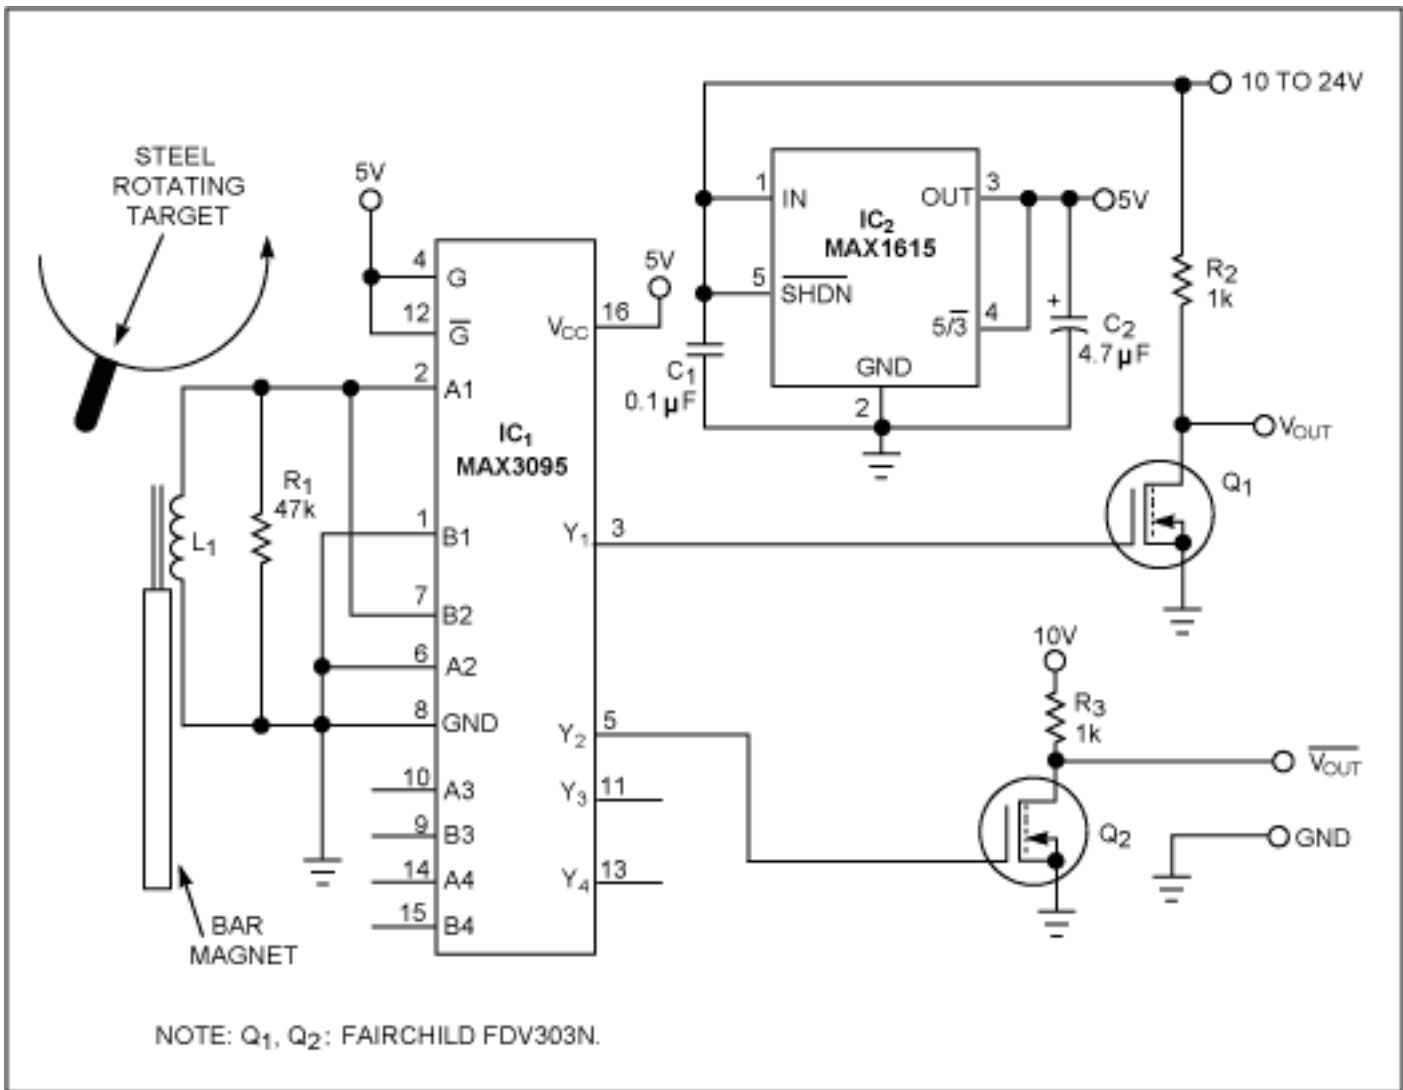 10 TO 24V
STEEL
ROTATING
TARGET
5V
1
IN
OUT
3
5V
IC2
MAX1615
5
SHDN
5/3
4
GND
2
C1
0.1 µF
+
C2
4.7 µF
R2
1k
VOUT
Q1
4
G
12
G
5V
VCC
16
2
A1
IC1
MAX3095
R1
47k
L1
1
B1
Y1
3
7
B2
6
A2
8
GND
Y2
5
10V
R3
1k
VOUT
Q2
GND
10
A3
Y3
11
9
B3
14
A4
Y4
13
15
B4
BAR
MAGNET
NOTE: Q1, Q2: FAIRCHILD FDV303N.